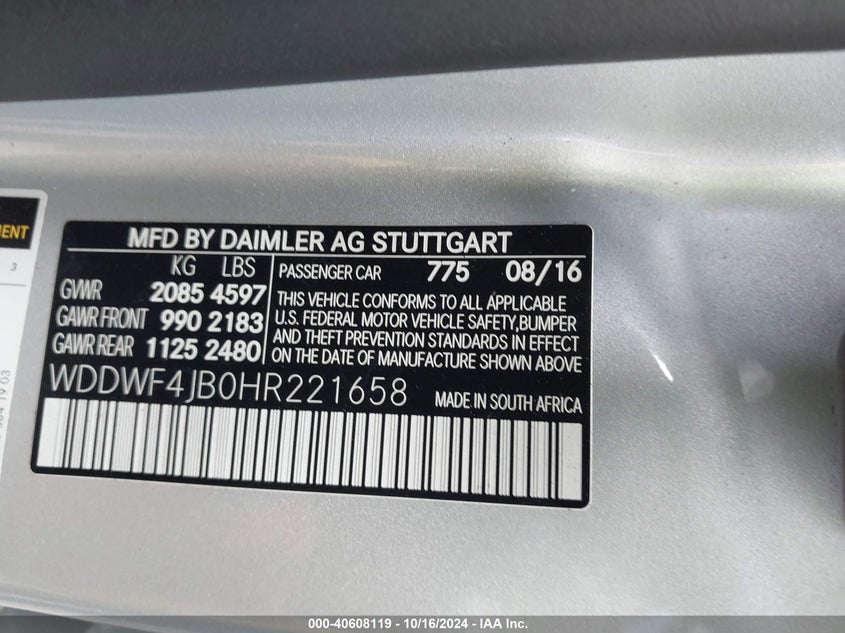 MENT
3
MFD BY DAIMLER AG STUTTGART
KG LBS
GVWR 2085 4597
GAWR FRONT 990 2183
GAWR REAR 1125 2480
PASSENGER CAR 775 08/16
THIS VEHICLE CONFORMS TO ALL APPLICABLE
U.S. FEDERAL MOTOR VEHICLE SAFETY,BUMPER
AND THEFT PREVENTION STANDARDS IN EFFECT
ON THE DATE OF MANUFACTURE SHOWN ABOVE
WDDWF4JB0HR221658
MADE IN SOUTH AFRICA
000-40608119 - 10/16/2024 - IAA Inc.